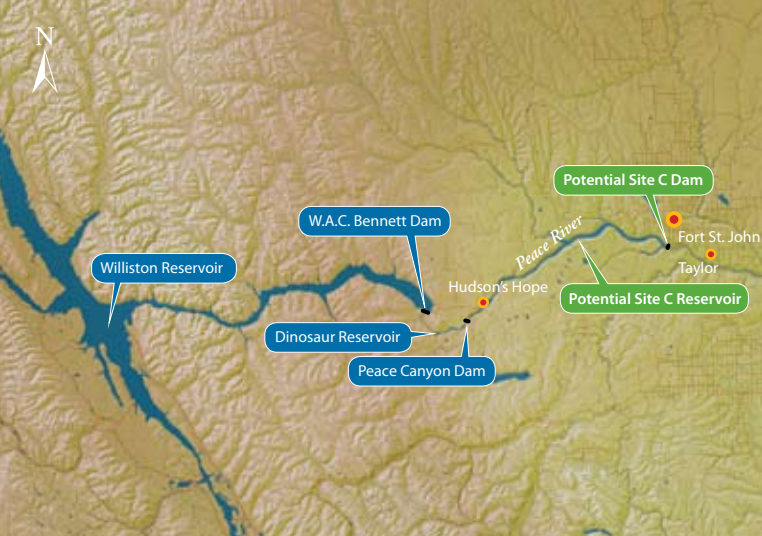 N
Potential Site C Dam
W.A.C. Bennett Dam
Peace River
Fort St. John
Williston Reservoir
Taylor
Hudson's Hope
Potential Site C Reservoir
Dinosaur Reservoir
Peace Canyon Dam